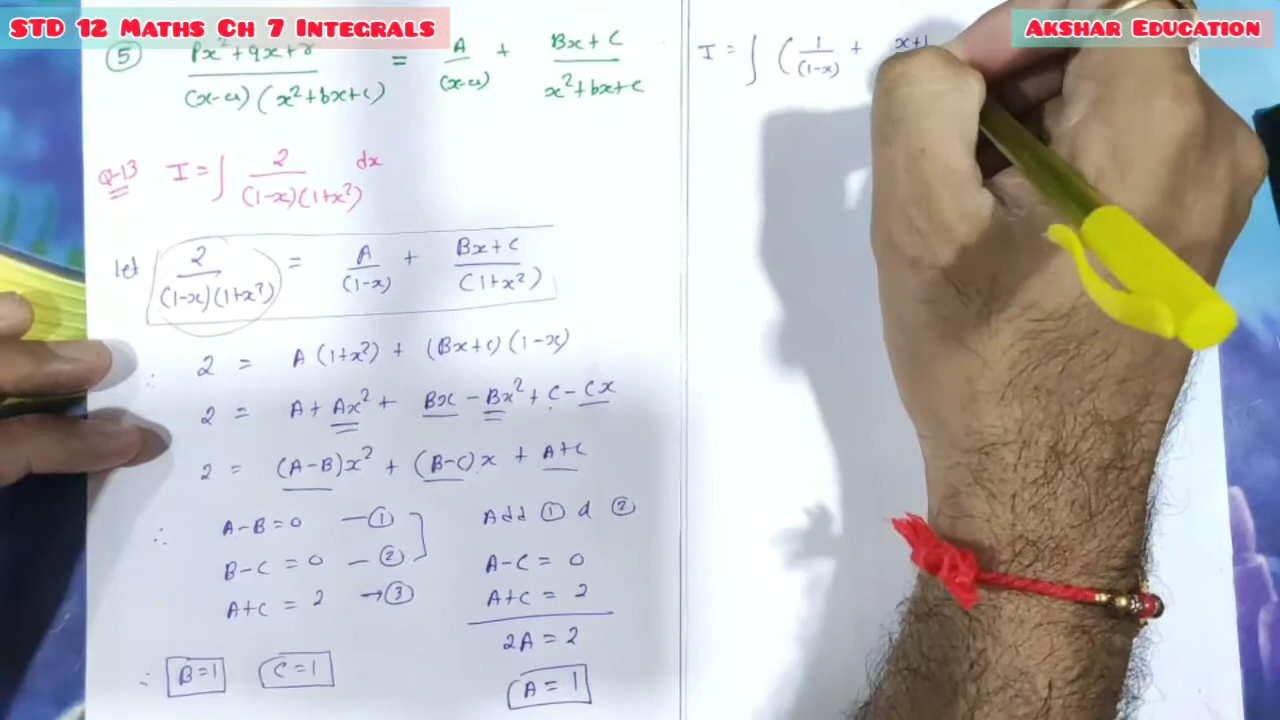 STD 12 Maths Ch 7 Integrals
Akshar Education
⑤ (px²+qx+r)/((x-a)(x²+bx+c)) = A/(x-a) + (Bx+C)/(x²+bx+c)
Q-13 I = ∫ 2/((1-x)(1+x²)) dx
Let 2/((1-x)(1+x²)) = A/(1-x) + (Bx+C)/(1+x²)
∴ 2 = A(1+x²) + (Bx+c)(1-x)
2 = A + Ax² + Bx - Bx² + C - Cx
2 = (A-B)x² + (B-C)x + A+C
∴ A-B=0 —①
B-C = 0 —②
A+C = 2 →③
∴ B=1 C=1
Add ① d ②
A-C = 0
A+C = 2
2A = 2
A = 1
I = ∫ (1/(1-x) + x+1